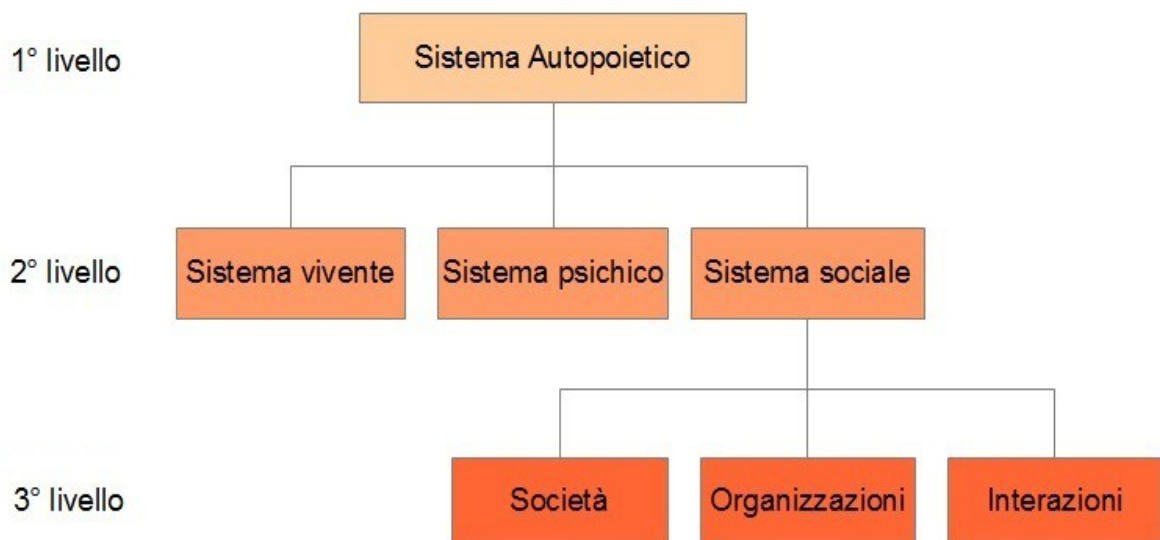 1° livello
Sistema Autopoietico
2° livello
Sistema vivente
Sistema psichico
Sistema sociale
3° livello
Società
Organizzazioni
Interazioni